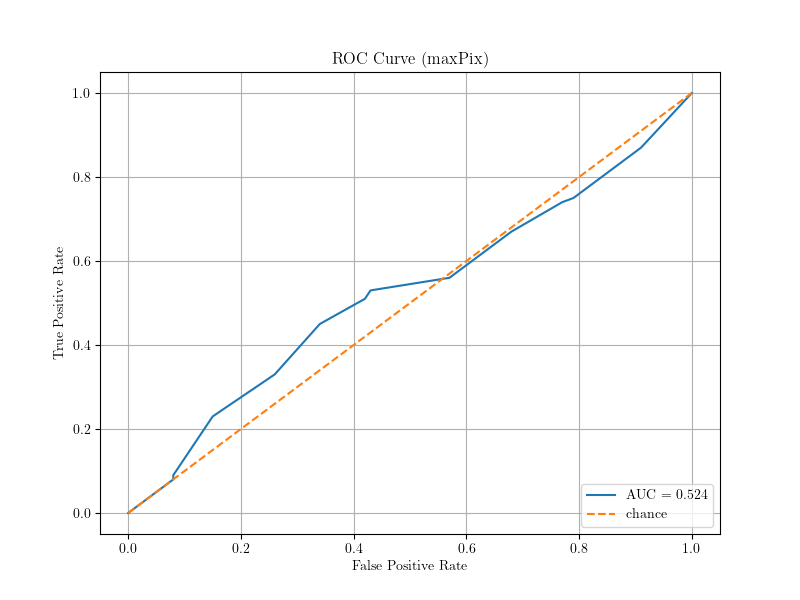 ROC Curve (maxPix)
1.0
0.8
0.6
0.4
0.2
0.0
True Positive Rate
0.0 0.2 0.4 0.6 0.8 1.0
False Positive Rate
AUC = 0.524
chance